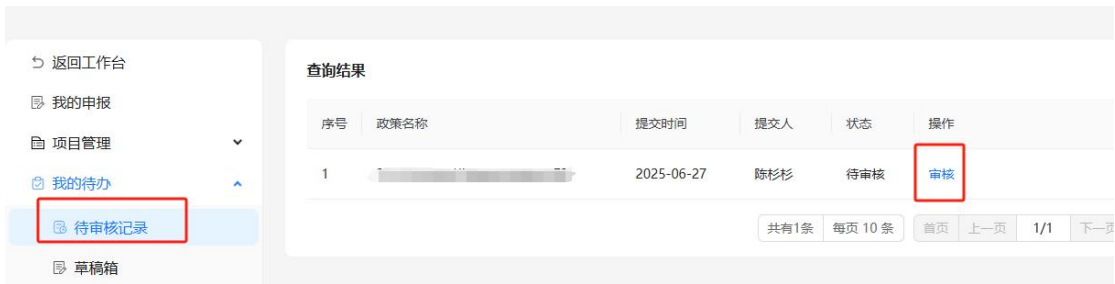 返回工作台
我的申报
项目管理
我的待办
待审核记录
草稿箱
查询结果
序号 政策名称 提交时间 提交人 状态 操作
1 2025-06-27 陈杉杉 待审核 审核
共有1条 每页 10 条 首页 上一页 1/1 下一页